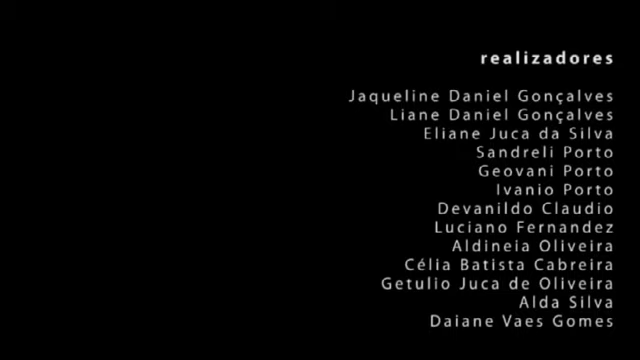 realizadores
Jaqueline Daniel Gonçalves
Liane Daniel Gonçalves
Eliane Juca da Silva
Sandreli Porto
Geovani Porto
Ivanio Porto
Devanildo Claudio
Luciano Fernandez
Aldineia Oliveira
Célia Batista Cabreira
Getulio Juca de Oliveira
Alda Silva
Daiane Vaes Gomes